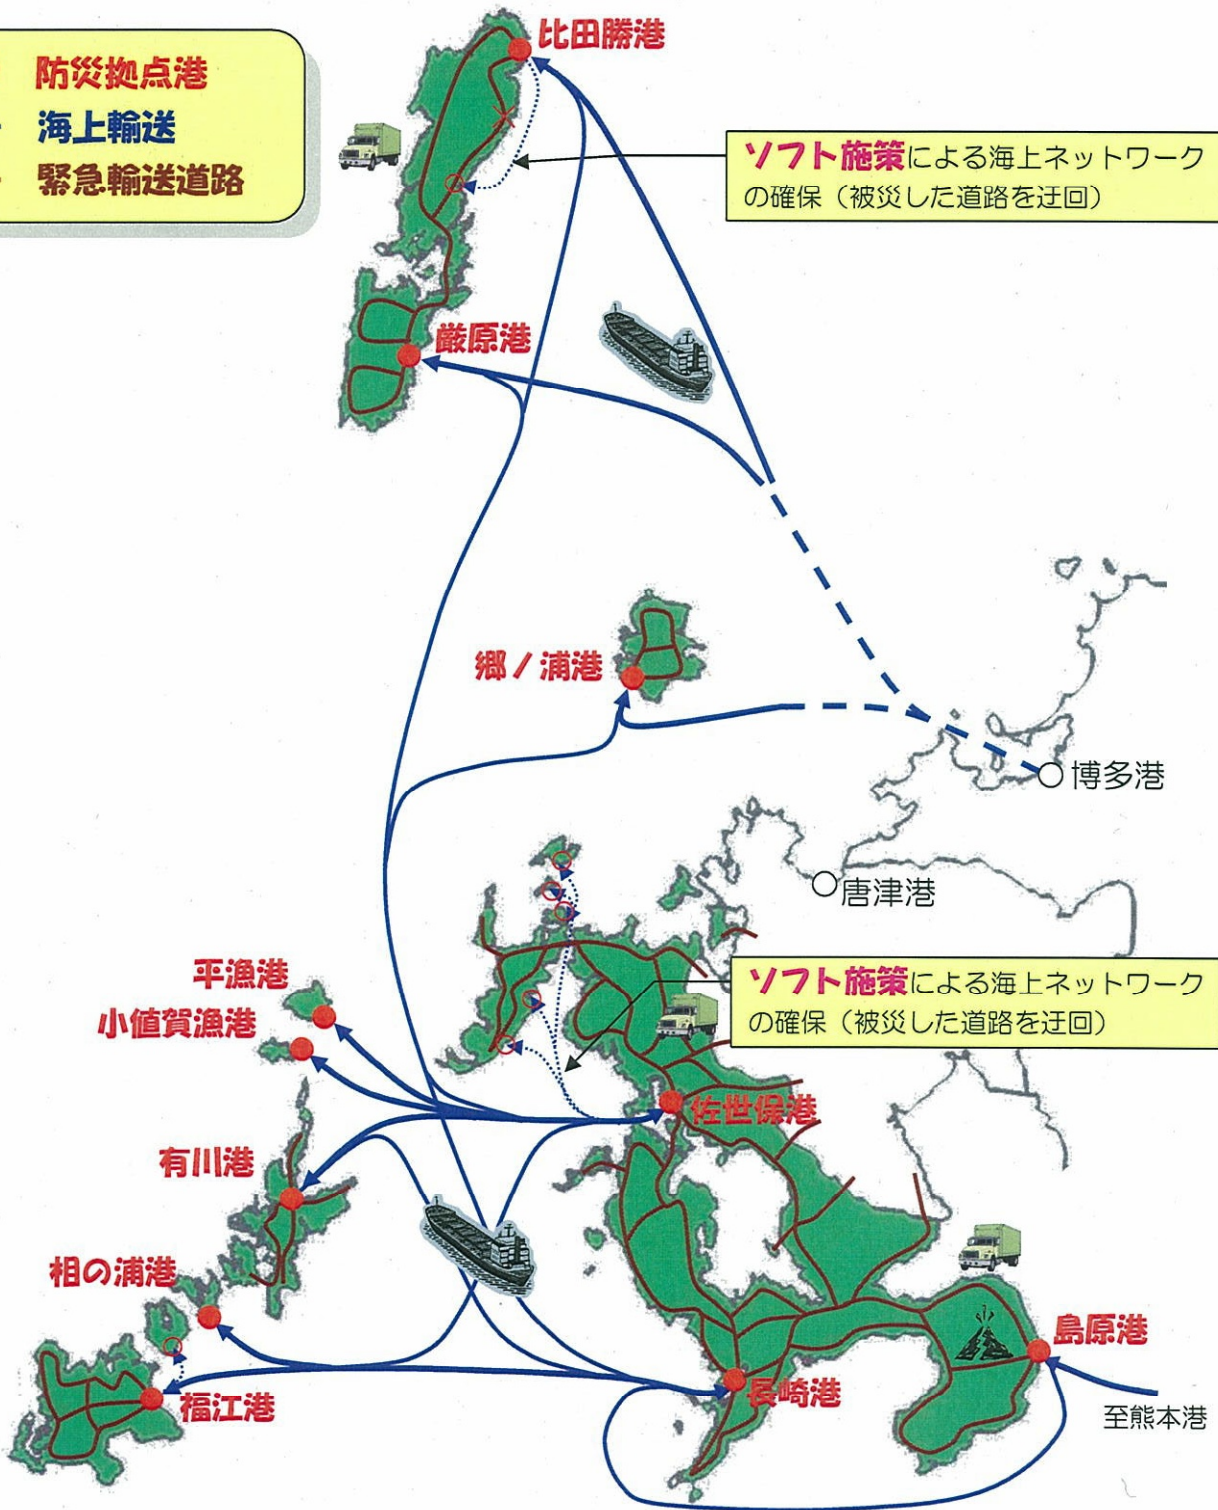 防災拠点港
海上輸送
緊急輸送道路
比田勝港
ソフト施策による海上ネットワーク
の確保（被災した道路を迂回）
厳原港
郷ノ浦港
博多港
唐津港
平漁港
小値賀漁港
ソフト施策による海上ネットワーク
の確保（被災した道路を迂回）
佐世保港
有川港
相の浦港
島原港
福江港
長崎港
至熊本港